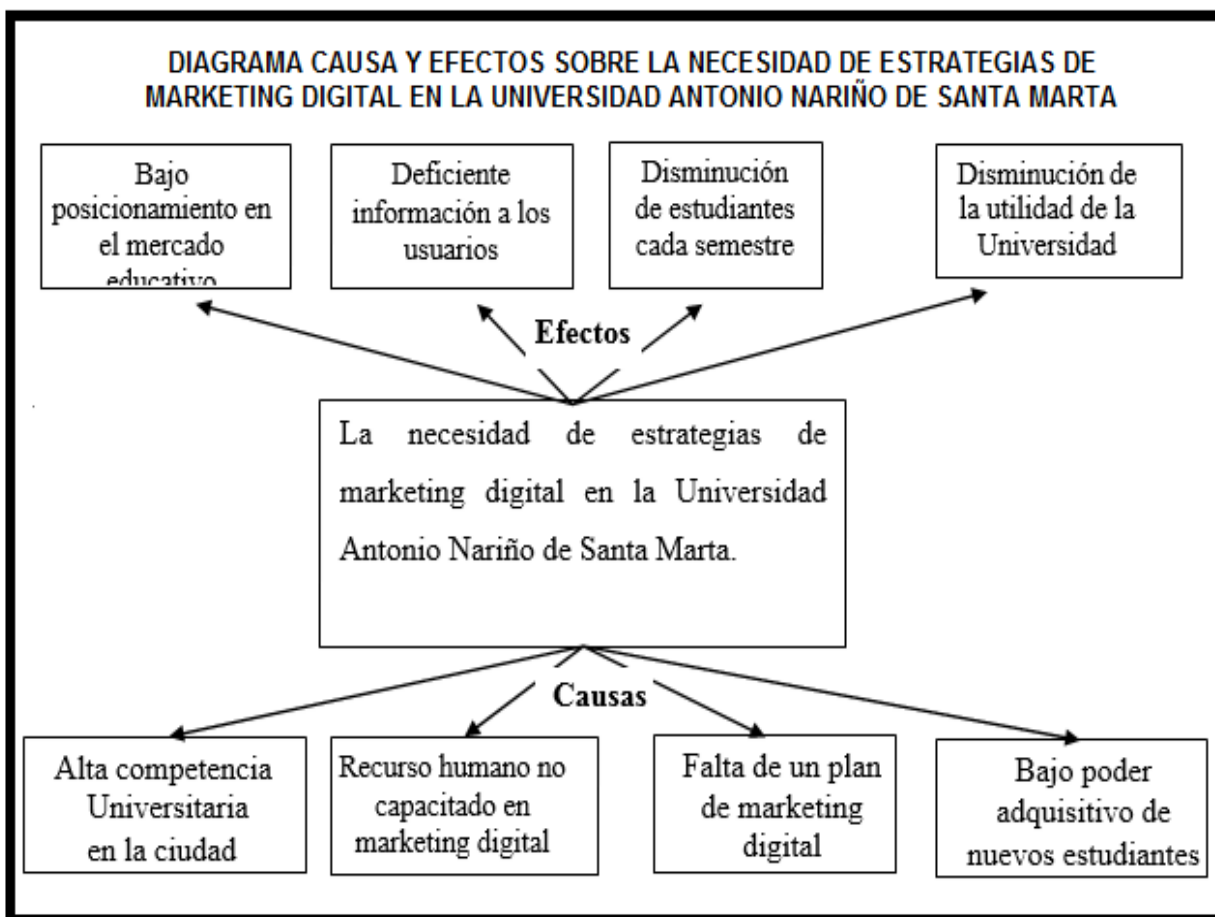 DIAGRAMA CAUSA Y EFECTOS SOBRE LA NECESIDAD DE ESTRATEGIAS DE
MARKETING DIGITAL EN LA UNIVERSIDAD ANTONIO NARIÑO DE SANTA MARTA
Bajo
posicionamiento en
el mercado
educativo
Deficiente
información a los
usuarios
Disminución
de estudiantes
cada semestre
Disminución de
la utilidad de la
Universidad
Efectos
La necesidad de estrategias de
marketing digital en la Universidad
Antonio Nariño de Santa Marta.
Causas
Alta competencia
Universitaria
en la ciudad
Recurso humano no
capacitado en
marketing digital
Falta de un plan
de marketing
digital
Bajo poder
adquisitivo de
nuevos estudiantes